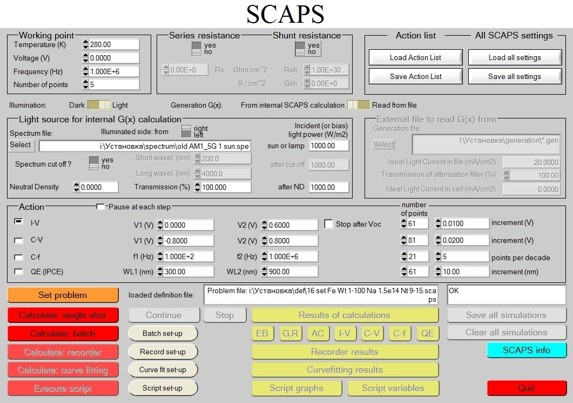 SCAPS
Working point
Temperature (K) 280.00
Voltage (V) 0.0000
Frequency (Hz) 1.000E+6
Number of points 5
Series resistance Shunt resistance
yes
no
yes
no
0.00E+0 Rs Ohm.cm^2 Rsh 1.00E+30
S / cm^2 Gsh 0.00E+0
Action list
Load Action List
Save Action List
All SCAPS settings
Load all settings
Save all settings
Illumination: Dark Light Generation G(x): From internal SCAPS calculation Read from file
Light source for internal G(x) calculation
Spectrum file: Illuminated side: from right
left
Incident (or bias)
light power (W/m2)
Select i:\Установка\spectrum\old AM1_5G 1 sun.spe sun or lamp 1000.00
Spectrum cut off ? yes
no
Short wavel. (nm) 200.0
Long wavel. (nm) 4000.0
after cut-off 1000.00
Neutral Density 0.0000 Transmission (%) 100.000 after ND 1000.00
External file to read G(x) from
Generation file:
Select i:\Установка\generation\*.gen
Ideal Light Current in file (mA/cm2) 20.0000
Transmission of attenuation filter (%) 100.00
Ideal Light Current in cell (mA/cm2) 0.0000
Action Pause at each step number
of points
I-V V1 (V) 0.0000 V2 (V) 0.6000 Stop after Voc 61 0.0100 increment (V)
C-V V1 (V) -0.8000 V2 (V) 0.8000 81 0.0200 increment (V)
C-f f1 (Hz) 1.000E+2 f2 (Hz) 1.000E+6 21 5 points per decade
QE (IPCE) WL1 (nm) 300.00 WL2 (nm) 900.00 61 10.00 increment (nm)
Set problem loaded definition file: Problem file: i:\Установка\def\16 set Fe Wt 1-100 Na 1.5e14 Nt 9-15.sca
ps
OK
Calculate: single shot Continue Stop Results of calculations Save all simulations
Calculate: batch Batch set-up EB G,R AC I-V C-V C-f QE Clear all simulations
Calculate: recorder Record set-up Recorder results SCAPS info
Calculate: curve fitting Curve fit set-up Curvefitting results
Execute script Script set-up Script graphs Script variables Quit